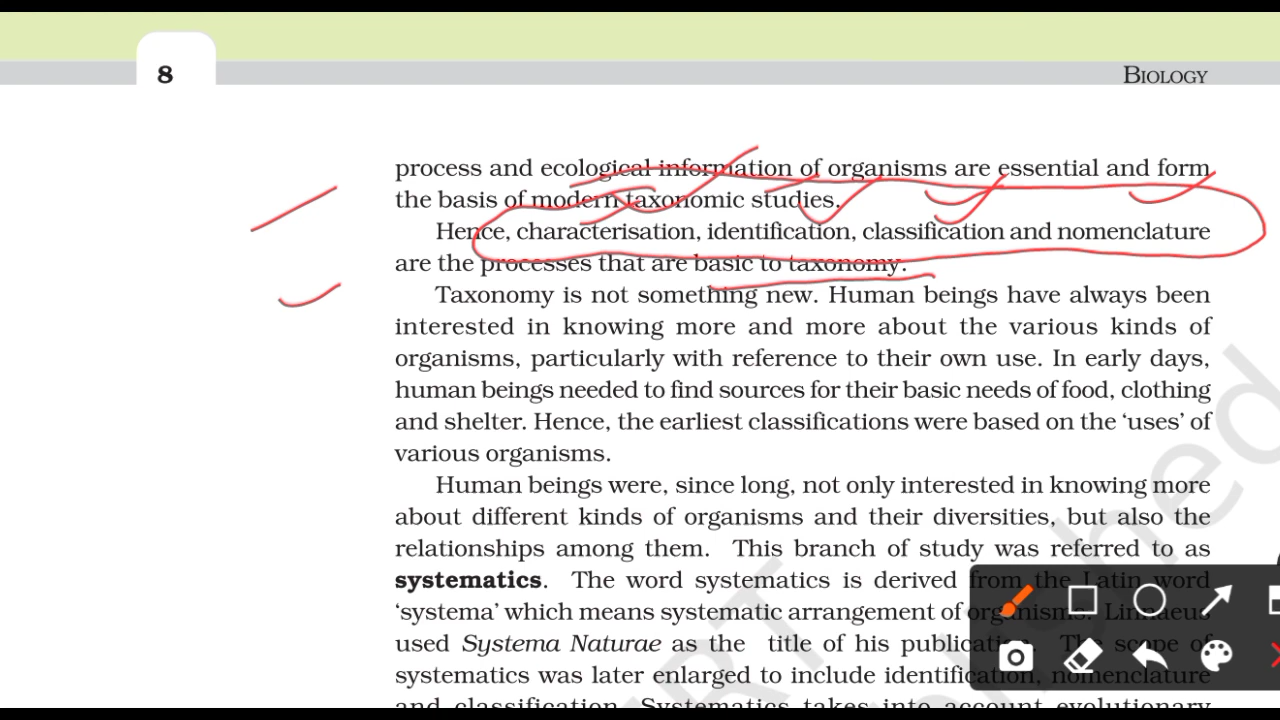 8
BIOLOGY
process and ecological information of organisms are essential and form
the basis of modern taxonomic studies.
Hence, characterisation, identification, classification and nomenclature
are the processes that are basic to taxonomy.
Taxonomy is not something new. Human beings have always been
interested in knowing more and more about the various kinds of
organisms, particularly with reference to their own use. In early days,
human beings needed to find sources for their basic needs of food, clothing
and shelter. Hence, the earliest classifications were based on the ‘uses’ of
various organisms.
Human beings were, since long, not only interested in knowing more
about different kinds of organisms and their diversities, but also the
relationships among them. This branch of study was referred to as
systematics. The word systematics is derived from the Latin word
‘systema’ which means systematic arrangement of organisms. Linnaeus
used Systema Naturae as the title of his publication. The scope of
systematics was later enlarged to include identification, nomenclature
and classification. Systematics takes into account evolutionary